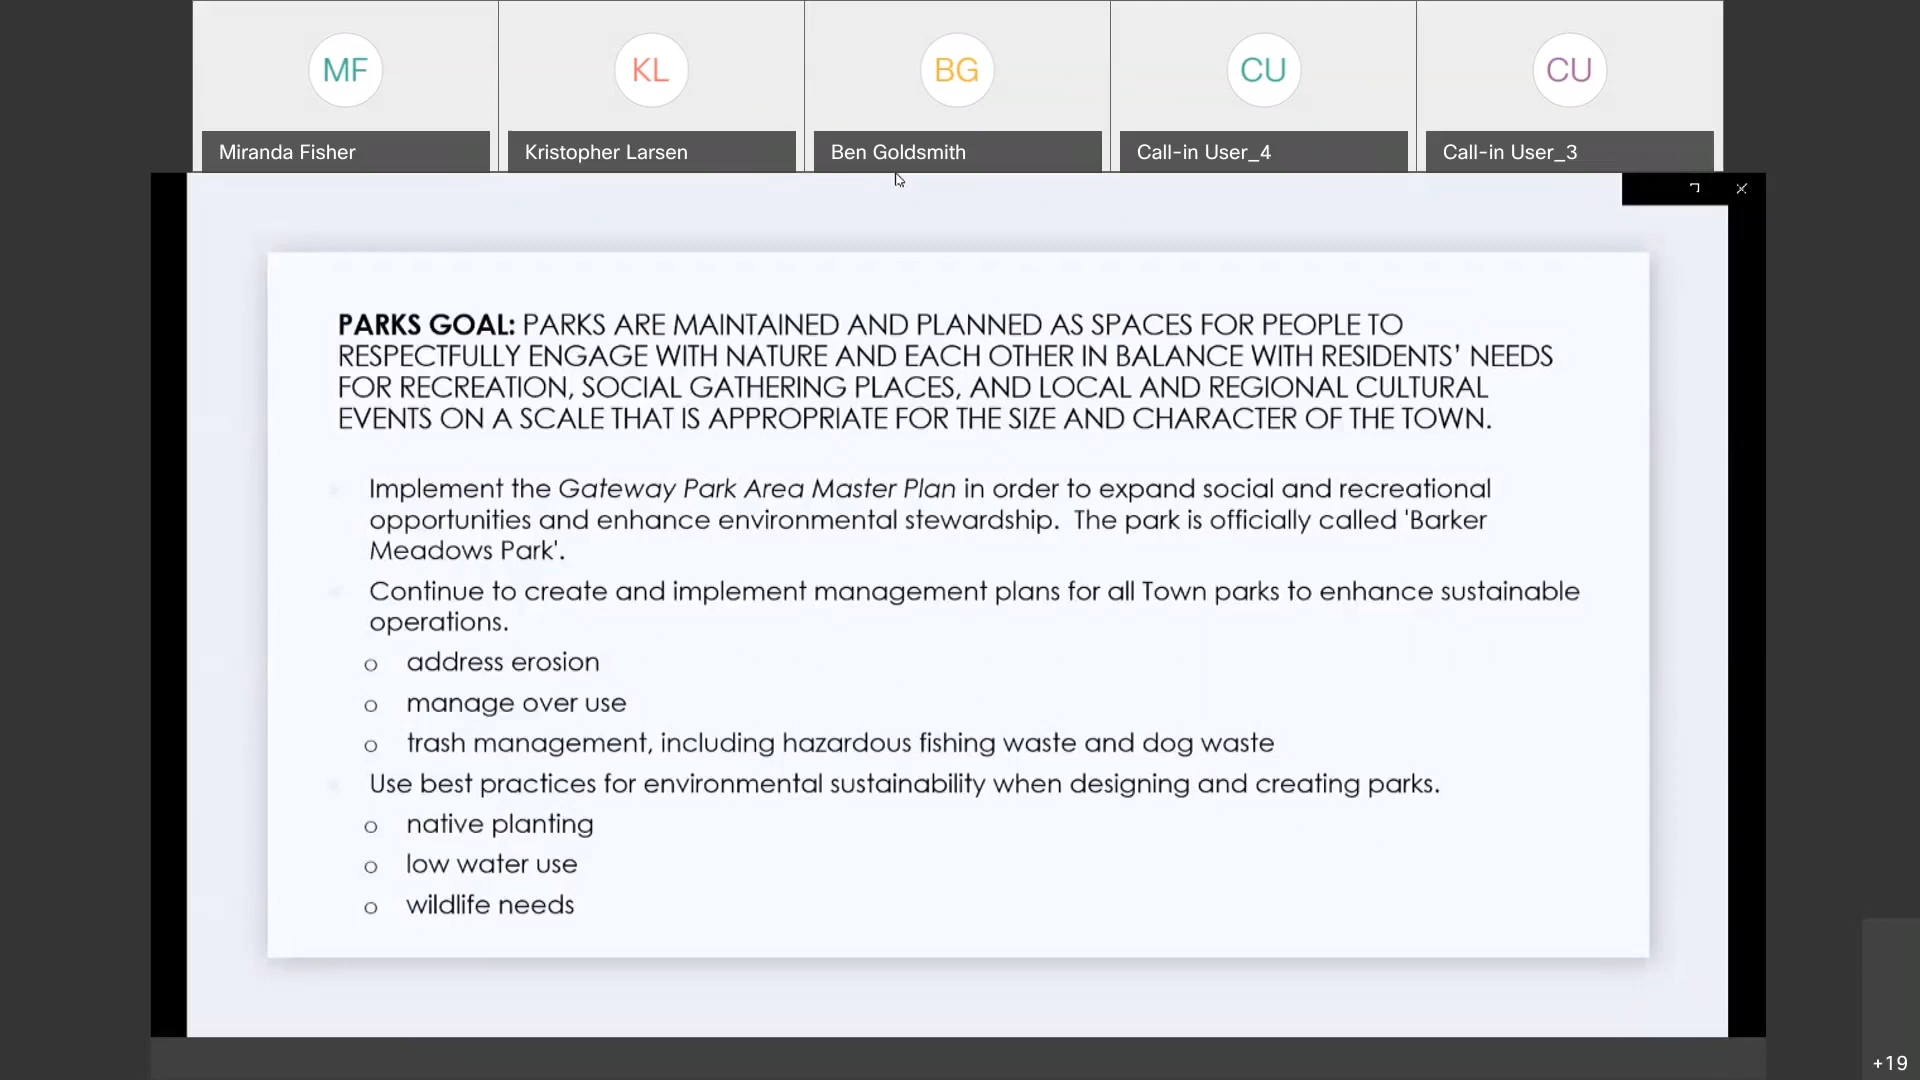 MF
KL
BG
CU
CU
Miranda Fisher
Kristopher Larsen
Ben Goldsmith
Call-in User_4
Call-in User_3
PARKS GOAL: PARKS ARE MAINTAINED AND PLANNED AS SPACES FOR PEOPLE TO
RESPECTFULLY ENGAGE WITH NATURE AND EACH OTHER IN BALANCE WITH RESIDENTS' NEEDS
FOR RECREATION, SOCIAL GATHERING PLACES, AND LOCAL AND REGIONAL CULTURAL
EVENTS ON A SCALE THAT IS APPROPRIATE FOR THE SIZE AND CHARACTER OF THE TOWN.
Implement the Gateway Park Area Master Plan in order to expand social and recreational
opportunities and enhance environmental stewardship.  The park is officially called 'Barker
Meadows Park'.
Continue to create and implement management plans for all Town parks to enhance sustainable
operations.
o address erosion
o manage over use
o trash management, including hazardous fishing waste and dog waste
Use best practices for environmental sustainability when designing and creating parks.
o native planting
o low water use
o wildlife needs
+19